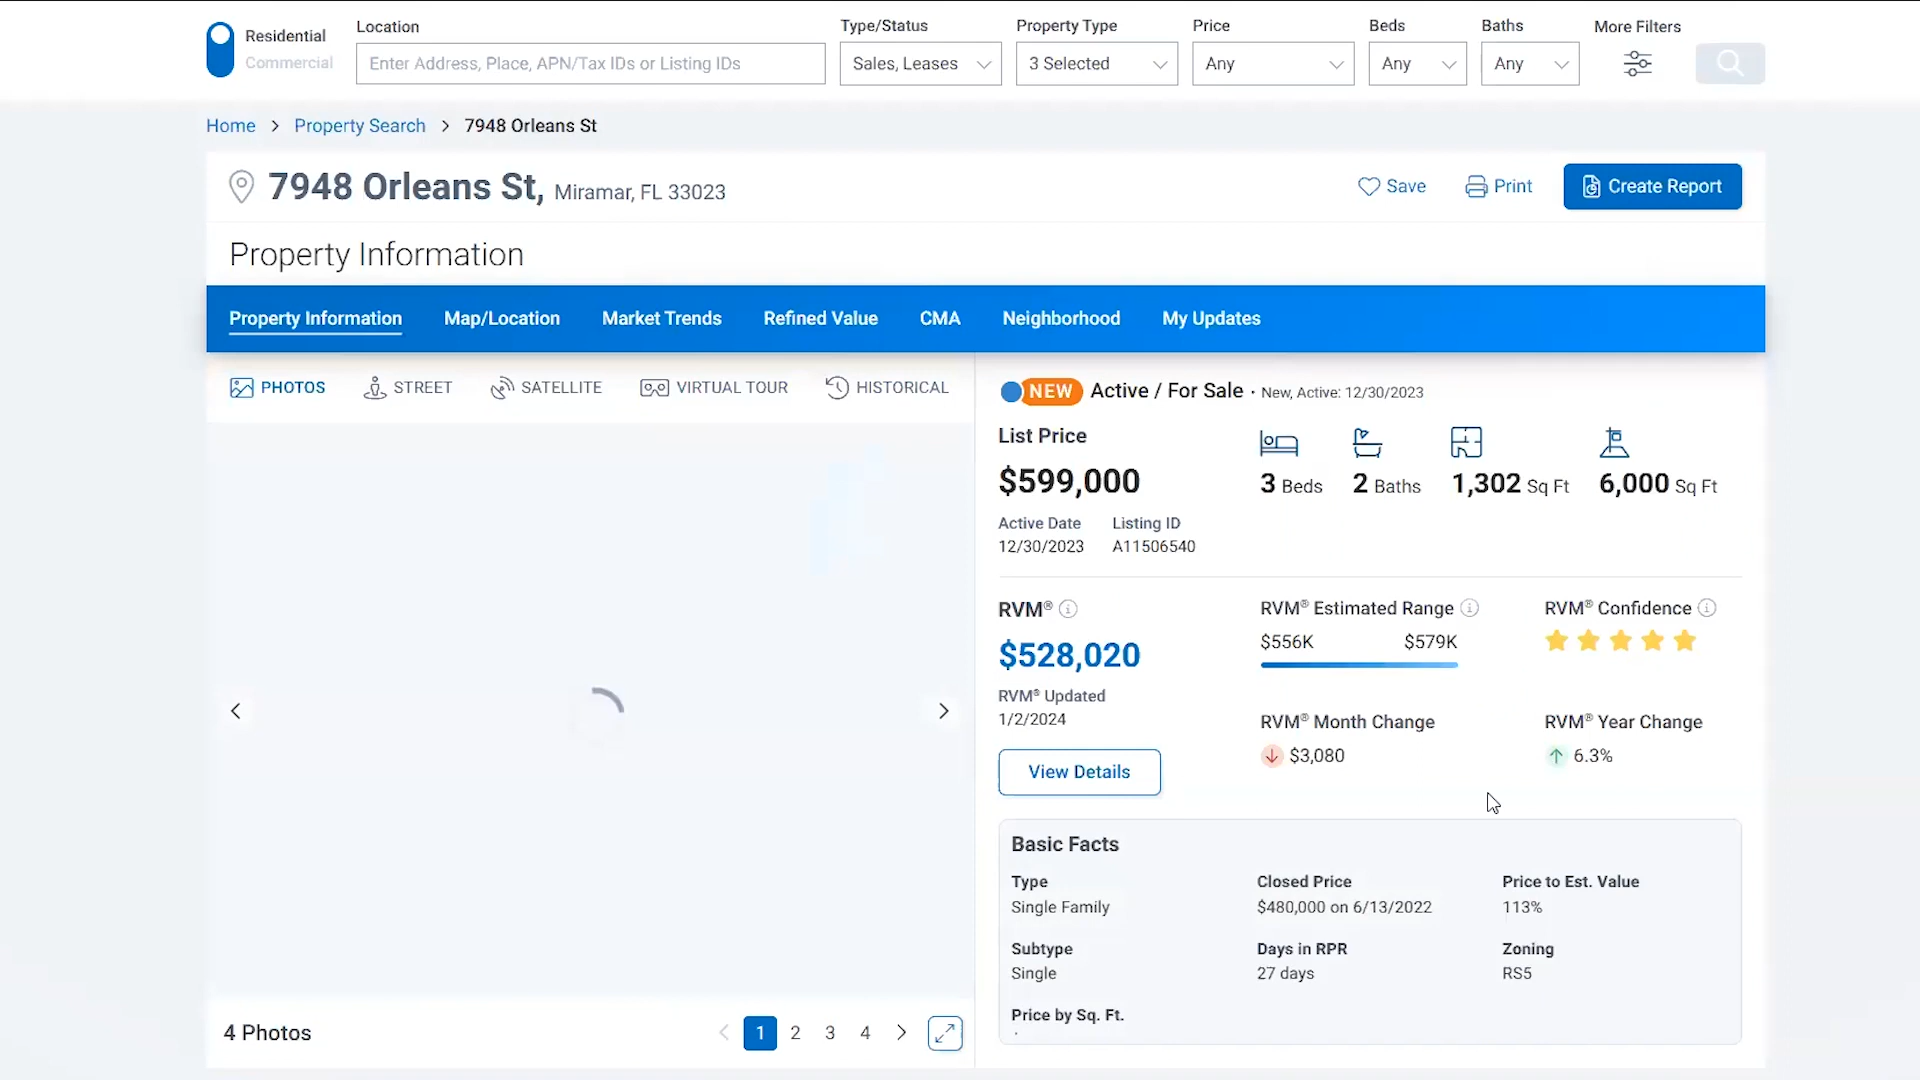 Residential
Commercial
Location
Enter Address, Place, APN/Tax IDs or Listing IDs
Type/Status
Sales, Leases
Property Type
3 Selected
Price
Any
Beds
Any
Baths
Any
More Filters
Home > Property Search > 7948 Orleans St
7948 Orleans St, Miramar, FL 33023
Save
Print
Create Report
Property Information
Property Information
Map/Location
Market Trends
Refined Value
CMA
Neighborhood
My Updates
PHOTOS
STREET
SATELLITE
VIRTUAL TOUR
HISTORICAL
NEW Active / For Sale • New, Active: 12/30/2023
List Price
$599,000
3 Beds
2 Baths
1,302 Sq Ft
6,000 Sq Ft
Active Date
12/30/2023
Listing ID
A11506540
RVM®
$528,020
RVM® Updated
1/2/2024
View Details
RVM® Estimated Range
$556K $579K
RVM® Confidence
RVM® Month Change
$3,080
RVM® Year Change
6.3%
Basic Facts
Type
Single Family
Closed Price
$480,000 on 6/13/2022
Price to Est. Value
113%
Subtype
Single
Days in RPR
27 days
Zoning
RS5
Price by Sq. Ft.
4 Photos
1 2 3 4